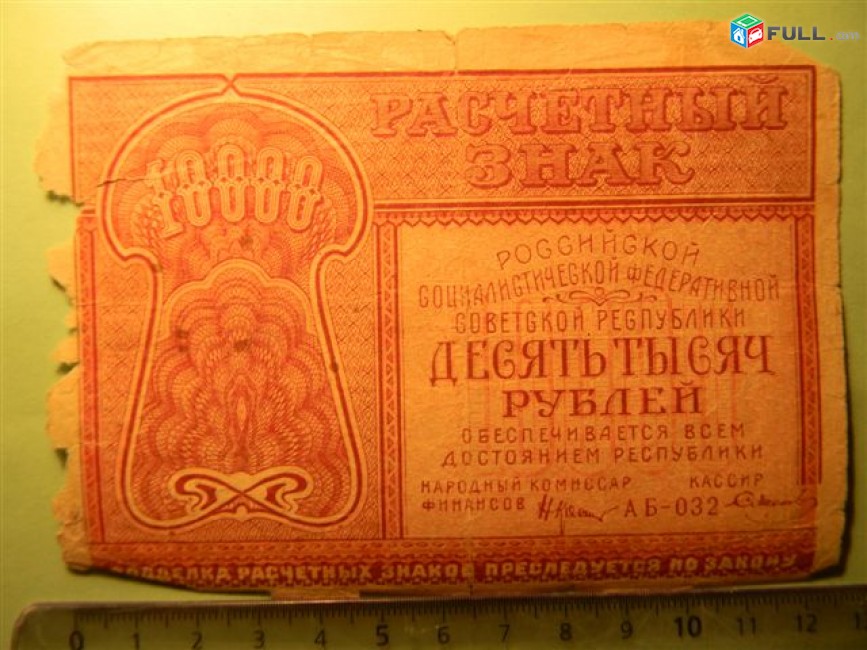 FULL.am
РАСЧЕТНЫЙ
ЗНАК
10000
РОССИЙСКОЙ
СОЦИАЛИСТИЧЕСКОЙ ФЕДЕРАТИВНОЙ
СОВЕТСКОЙ РЕСПУБЛИКИ
ДЕСЯТЬ ТЫСЯЧ
РУБЛЕЙ
ОБЕСПЕЧИВАЕТСЯ ВСЕМ
ДОСТОЯНИЕМ РЕСПУБЛИКИ
НАРОДНЫЙ КОМИССАР КАССИР
ФИНАНСОВ АБ-032
ПОДДЕЛКА РАСЧЕТНЫХ ЗНАКОВ ПРЕСЛЕДУЕТСЯ ПО ЗАКОНУ
0 1 2 3 4 5 6 7 8 9 10 11 12